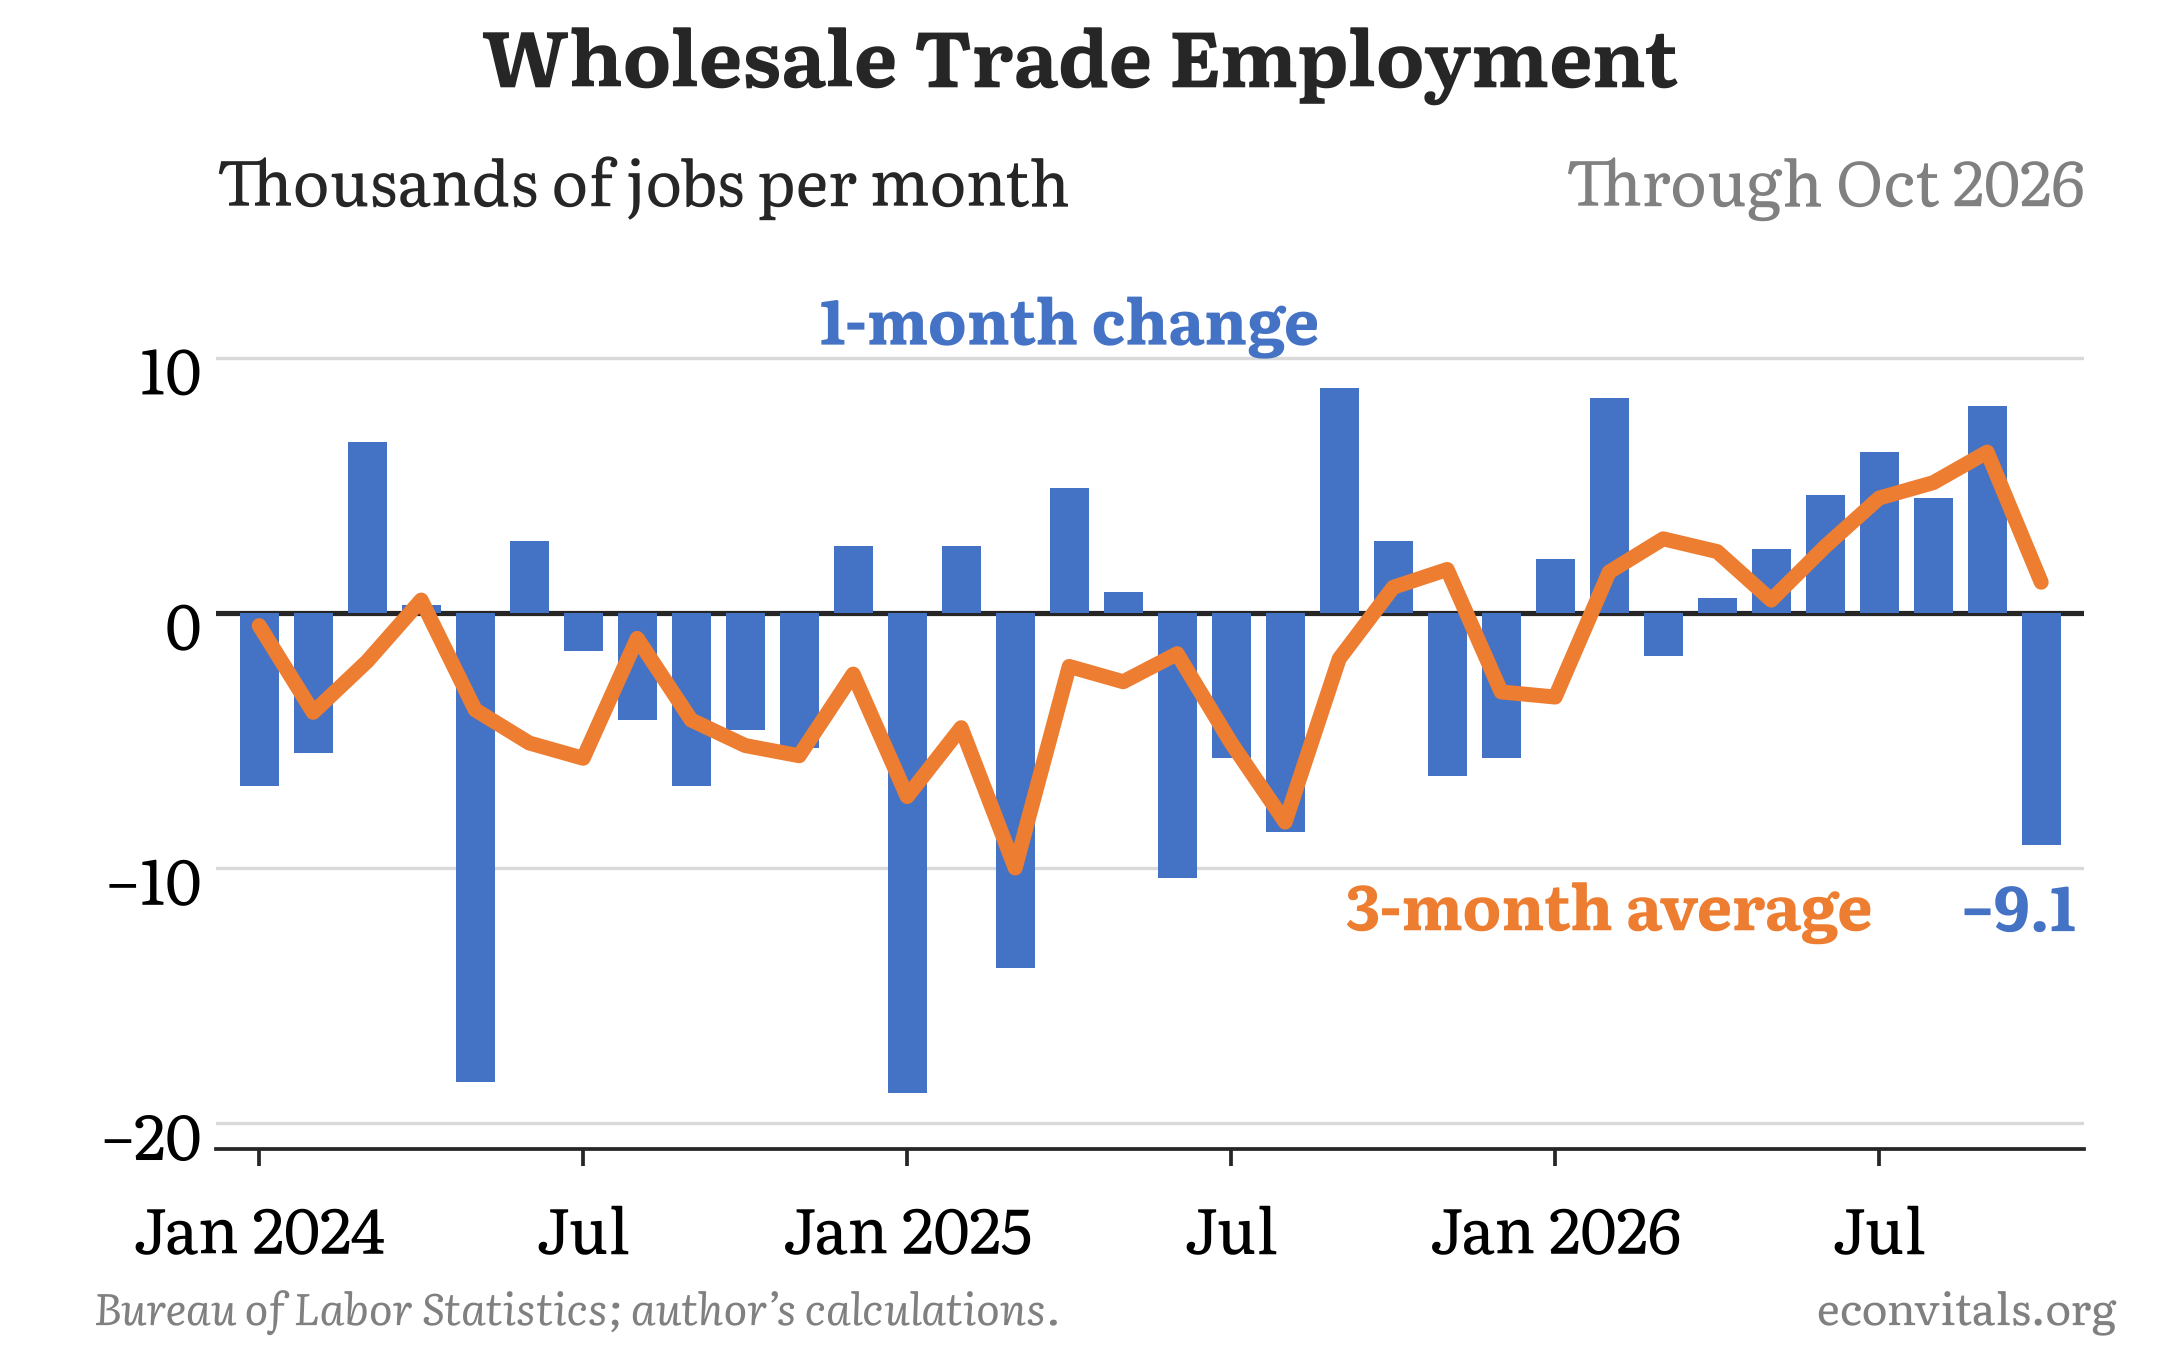 Wholesale Trade Employment
Thousands of jobs per month
Through Oct 2026
1-month change
10
0
−10
3-month average
−9.1
−20
Jan 2024
Jul
Jan 2025
Jul
Jan 2026
Jul
Bureau of Labor Statistics; author’s calculations.
econvitals.org